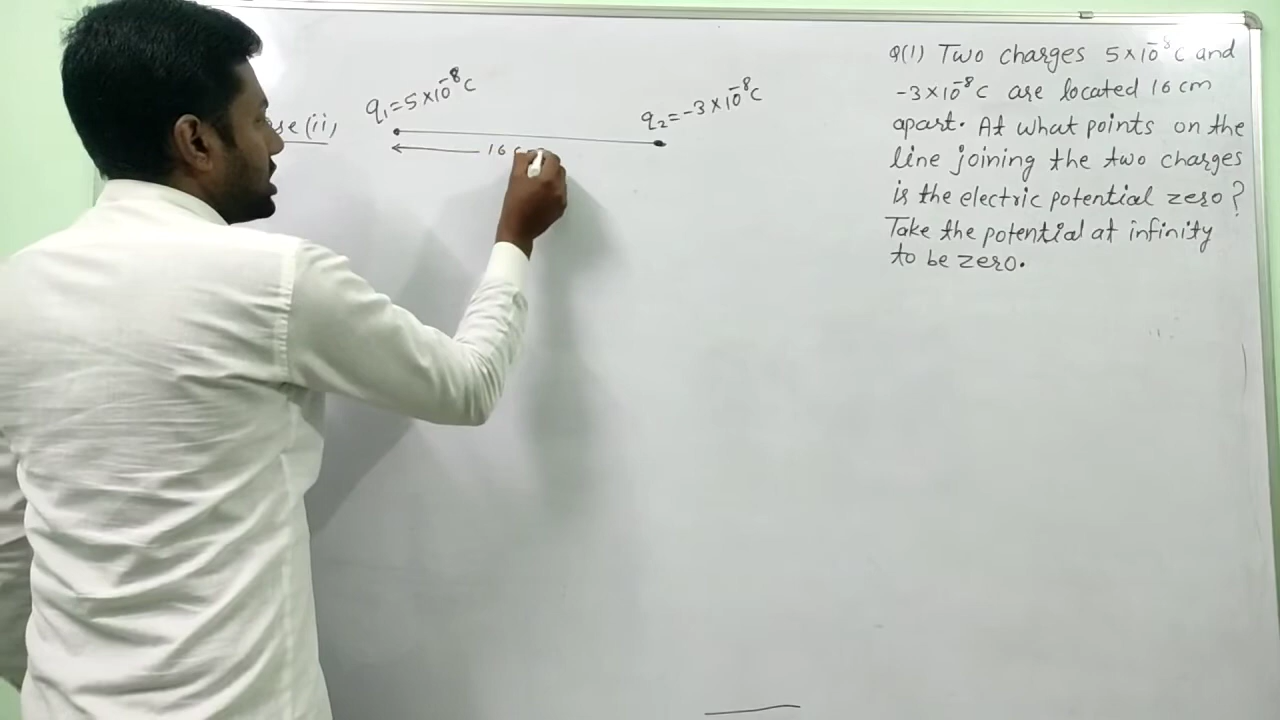 (ii)
q₁=5×10⁻⁸C
q₂=-3×10⁻⁸C
16
Q(1) Two charges 5×10⁻⁸C and
-3×10⁻⁸C are located 16 cm
apart. At what points on the
line joining the two charges
is the electric potential zero?
Take the potential at infinity
to be zero.